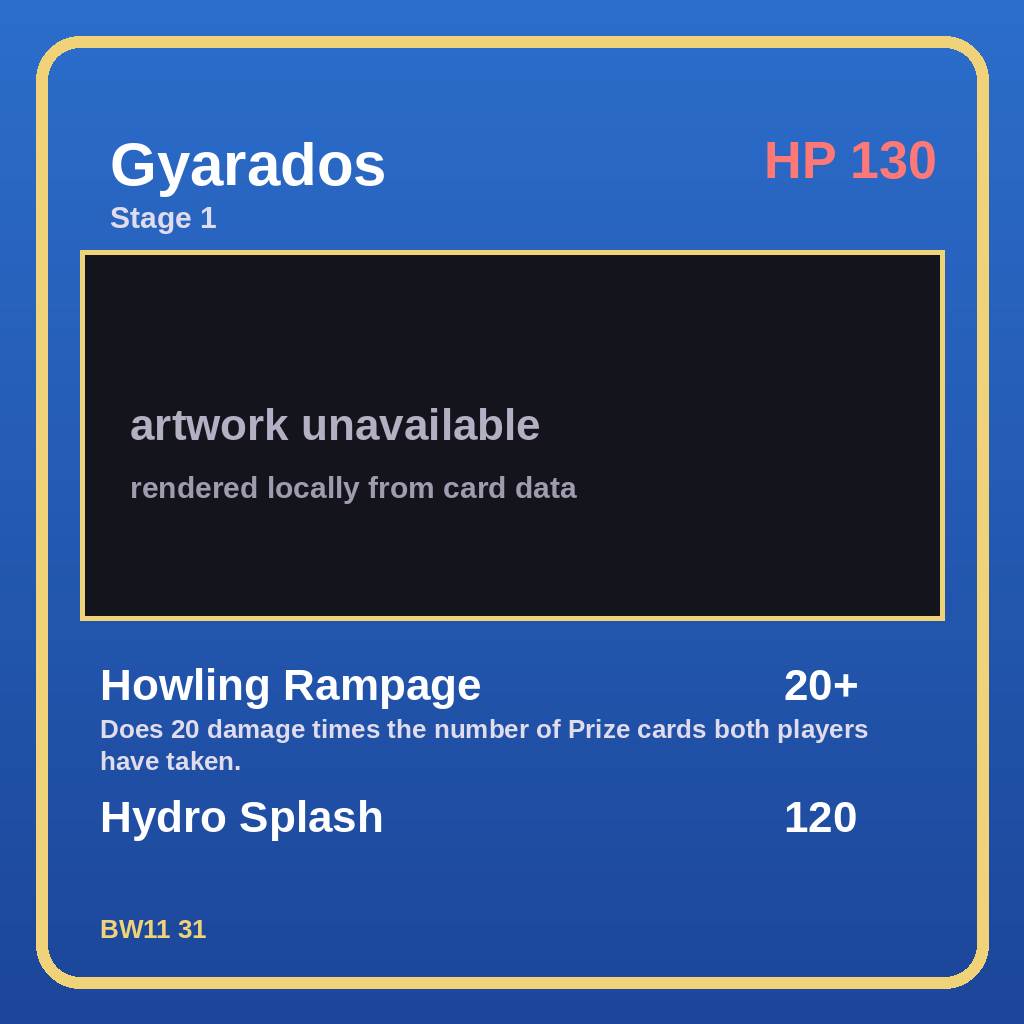 Gyarados
HP 130
Stage 1
artwork unavailable
rendered locally from card data
Howling Rampage 20+
Does 20 damage times the number of Prize cards both players
have taken.
Hydro Splash 120
BW11 31